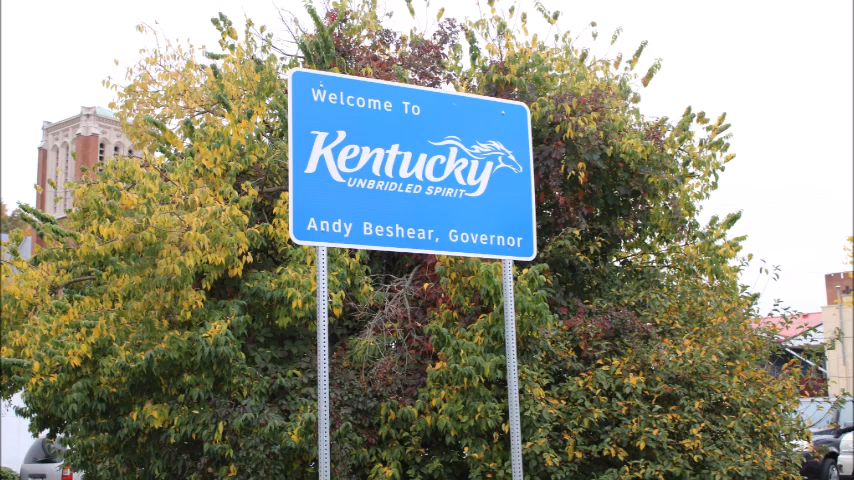 Welcome To
Kentucky
UNBRIDLED SPIRIT
Andy Beshear, Governor